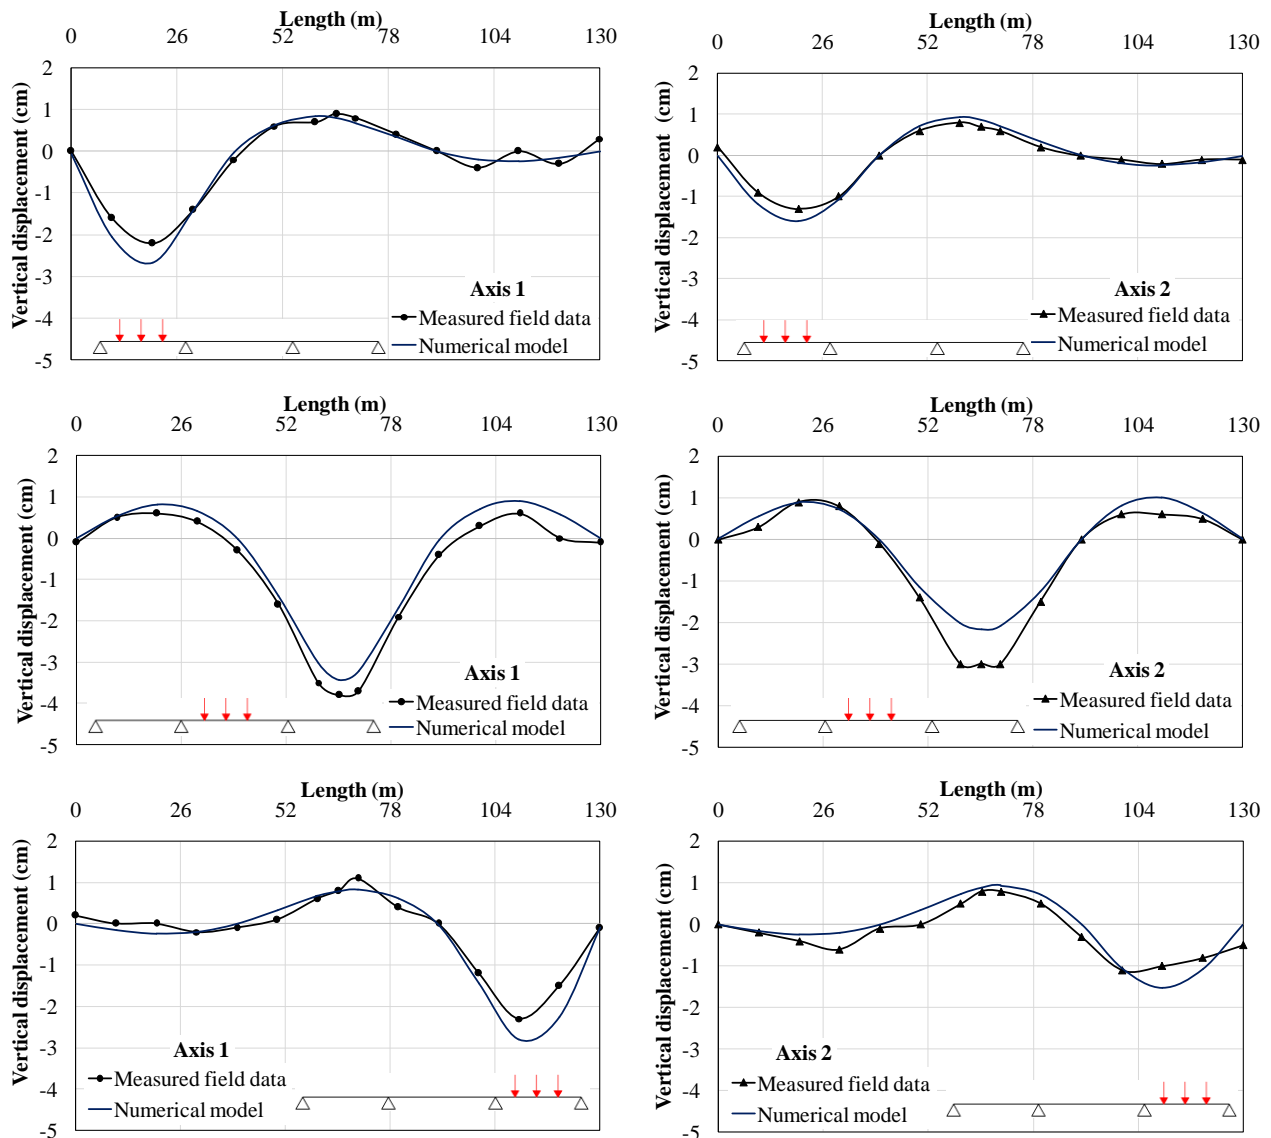 Length (m)
0 26 52 78 104 130
Vertical displacement (cm)
2
1
0
-1
-2
-3
-4
-5
Axis 1
Measured field data
Numerical model
Length (m)
0 26 52 78 104 130
Vertical displacement (cm)
2
1
0
-1
-2
-3
-4
-5
Axis 2
Measured field data
Numerical model
Length (m)
0 26 52 78 104 130
Vertical displacement (cm)
2
1
0
-1
-2
-3
-4
-5
Axis 1
Measured field data
Numerical model
Length (m)
0 26 52 78 104 130
Vertical displacement (cm)
2
1
0
-1
-2
-3
-4
-5
Axis 2
Measured field data
Numerical model
Length (m)
0 26 52 78 104 130
Vertical displacement (cm)
2
1
0
-1
-2
-3
-4
-5
Axis 1
Measured field data
Numerical model
Length (m)
0 26 52 78 104 130
Vertical displacement (cm)
2
1
0
-1
-2
-3
-4
-5
Axis 2
Measured field data
Numerical model